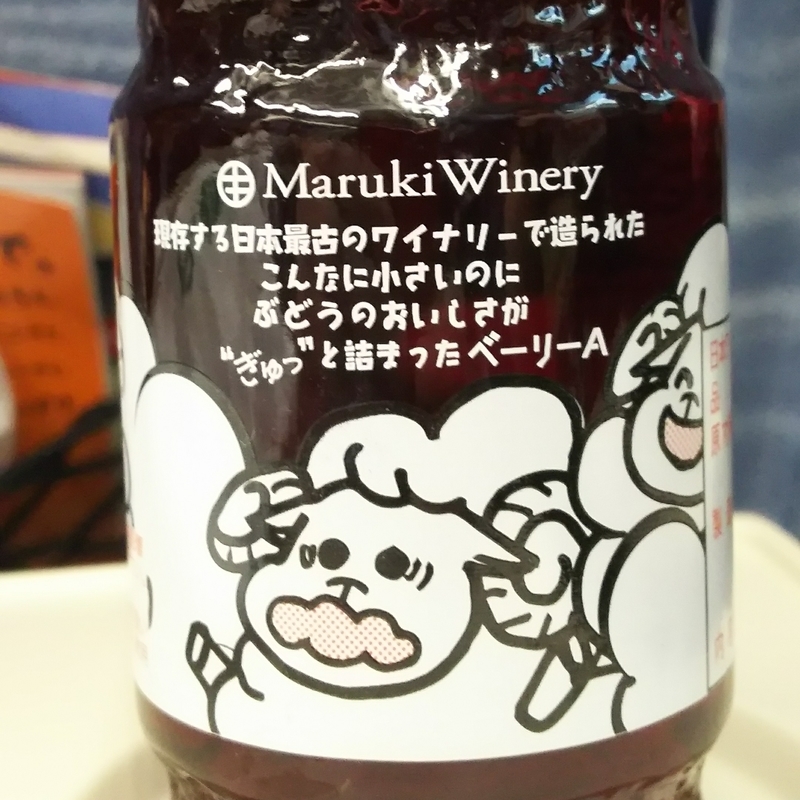 Maruki Winery
現存する日本最古のワイナリーで造られた
こんなに小さいのに
ぶどうのおいしさが
“ぎゅっ”と詰まったベーリーA